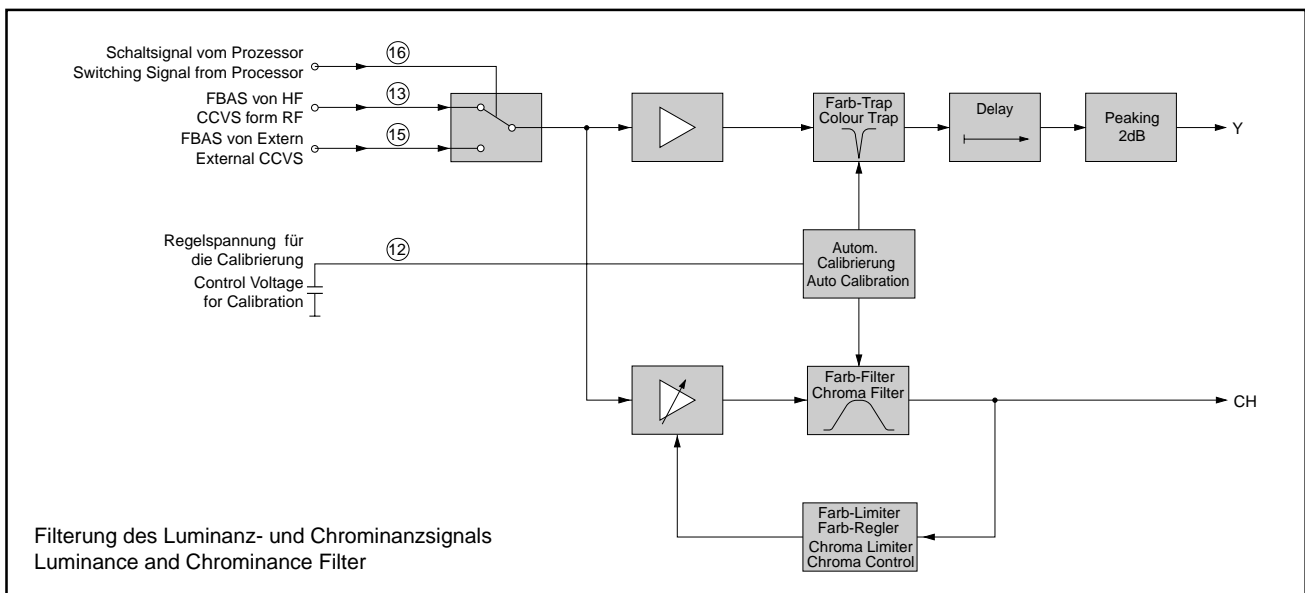 Schaltsignal vom Prozessor
Switching Signal from Processor
16
FBAS von HF
CCVS form RF
13
FBAS von Extern
External CCVS
15
Farb-Trap
Colour Trap
Delay
Peaking
2dB
Y
Regelspannung für
die Calibrierung
Control Voltage
for Calibration
12
Autom.
Calibrierung
Auto Calibration
Farb-Filter
Chroma Filter
CH
Farb-Limiter
Farb-Regler
Chroma Limiter
Chroma Control
Filterung des Luminanz- und Chrominanzsignals
Luminance and Chrominance Filter